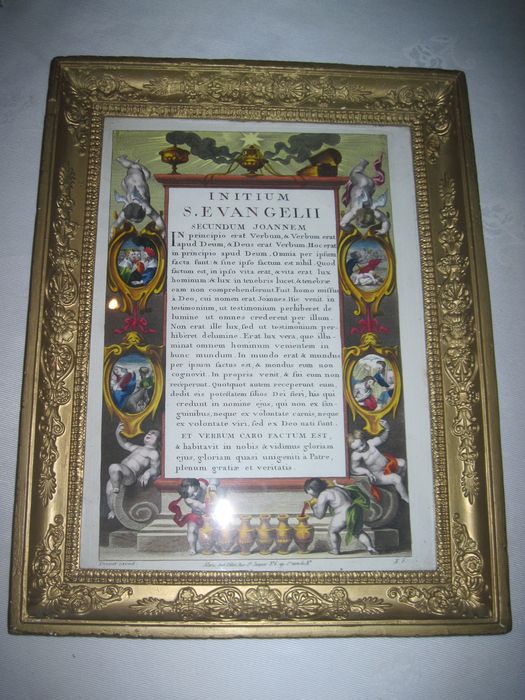 INITIUM
S. EVANGELII
SECUNDUM JOANNEM
IN principio erat Verbum, & Verbum erat
apud Deum, & Deus erat Verbum. Hoc erat
in principio apud Deum. Omnia per ipsum
facta sunt: & sine ipso factum est nihil. Quod
factum est, in ipso vita erat, & vita erat lux
hominum: & lux in tenebris lucet, & tenebrae
eam non comprehenderunt. Fuit homo missus
a Deo, cui nomen erat Joannes. Hic venit in
testimonium, ut testimonium perhiberet de
lumine ut omnes crederent per illum.
Non erat ille lux, sed ut testimonium per-
hiberet de lumine. Erat lux vera, quæ illu-
minat omnem hominum venientem in
hunc mundum. In mundo erat & mundus
per ipsum factus est, & mundus eum non
cognovit. In propria venit, & sui eum non
receperunt. Quotquot autem receperunt eum,
dedit eis potestatem filios Dei fieri, his qui
credunt in nomine ejus, qui non ex san-
guinibus, neque ex voluntate carnis, neque
ex voluntate viri, sed ex Deo nati sunt.
ET VERBUM CARO FACTUM EST,
& habitavit in nobis & vidimus gloriam
ejus, gloriam quasi unigeniti a Patre,
plenum gratiæ et veritatis.